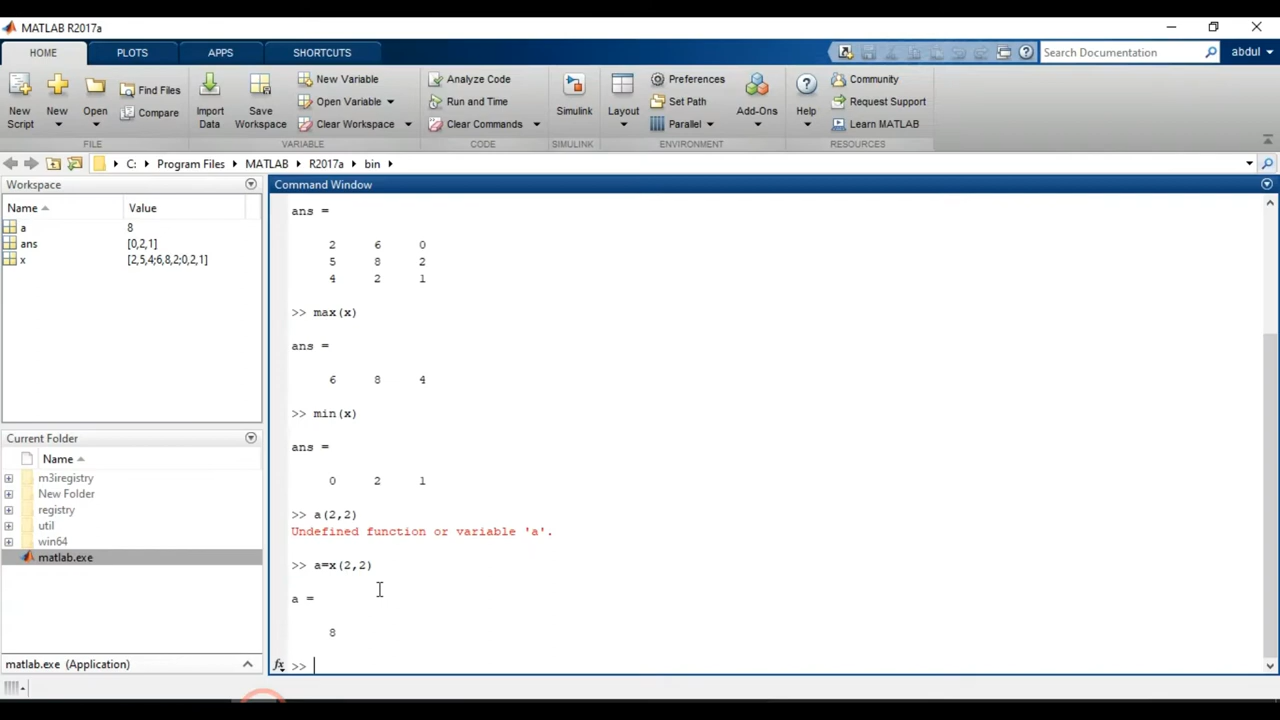 MATLAB R2017a
HOME PLOTS APPS SHORTCUTS Search Documentation abdul
New Script New Open Find Files Compare Import Data Save Workspace New Variable Open Variable Clear Workspace Analyze Code Run and Time Clear Commands Simulink Layout Preferences Set Path Parallel Add-Ons Help Community Request Support Learn MATLAB
FILE VARIABLE CODE SIMULINK ENVIRONMENT RESOURCES
C: Program Files MATLAB R2017a bin
Workspace
Name Value
a 8
ans [0,2,1]
x [2,5,4;6,8,2;0,2,1]
Current Folder
Name
m3iregistry
New Folder
registry
util
win64
matlab.exe
matlab.exe (Application)
Command Window
ans =
2 6 0
5 8 2
4 2 1
>> max(x)
ans =
6 8 4
>> min(x)
ans =
0 2 1
>> a(2,2)
Undefined function or variable 'a'.
>> a=x(2,2)
a =
8
fx >>